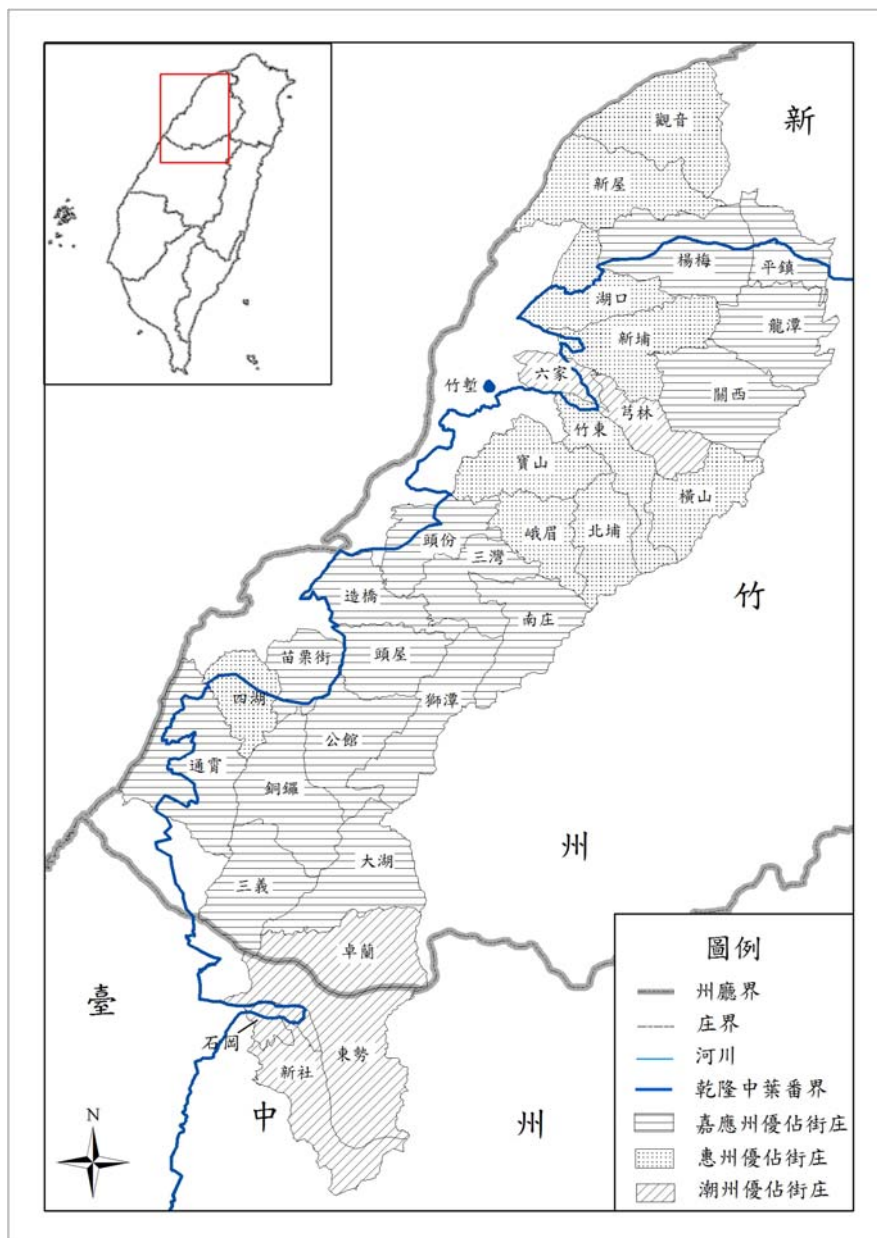 觀音
新
新屋
楊梅
平鎮
湖口
龍潭
新埔
六家
竹塹
關西
芎林
竹東
寶山
橫山
頭份
峨眉
北埔
三灣
造橋
竹
南庄
苗栗街
頭屋
四湖
獅潭
公館
通霄
銅鑼
州
大湖
三義
卓蘭
臺
石岡
東勢
新社
中
州
N
圖例
州廳界
庄界
河川
乾隆中葉番界
嘉應州優佔街庄
惠州優佔街庄
潮州優佔街庄